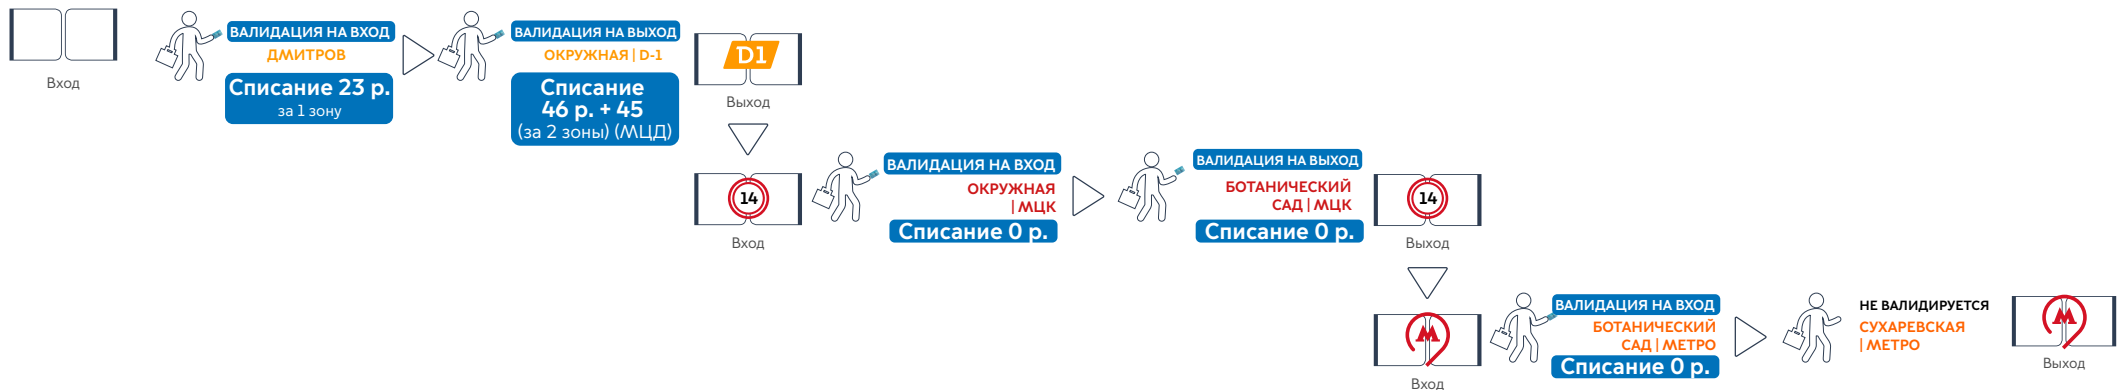 Вход
ВАЛИДАЦИЯ НА ВХОД
ДМИТРОВ
Списание 23 р.
за 1 зону
ВАЛИДАЦИЯ НА ВЫХОД
ОКРУЖНАЯ | D-1
Списание
46 р. + 45
(за 2 зоны) (МЦД)
D1
Выход
14
Вход
ВАЛИДАЦИЯ НА ВХОД
ОКРУЖНАЯ
| МЦК
Списание 0 р.
ВАЛИДАЦИЯ НА ВЫХОД
БОТАНИЧЕСКИЙ
САД | МЦК
Списание 0 р.
14
Выход
М
Вход
ВАЛИДАЦИЯ НА ВХОД
БОТАНИЧЕСКИЙ
САД | МЕТРО
Списание 0 р.
НЕ ВАЛИДИРУЕТСЯ
СУХАРЕВСКАЯ
| МЕТРО
М
Выход